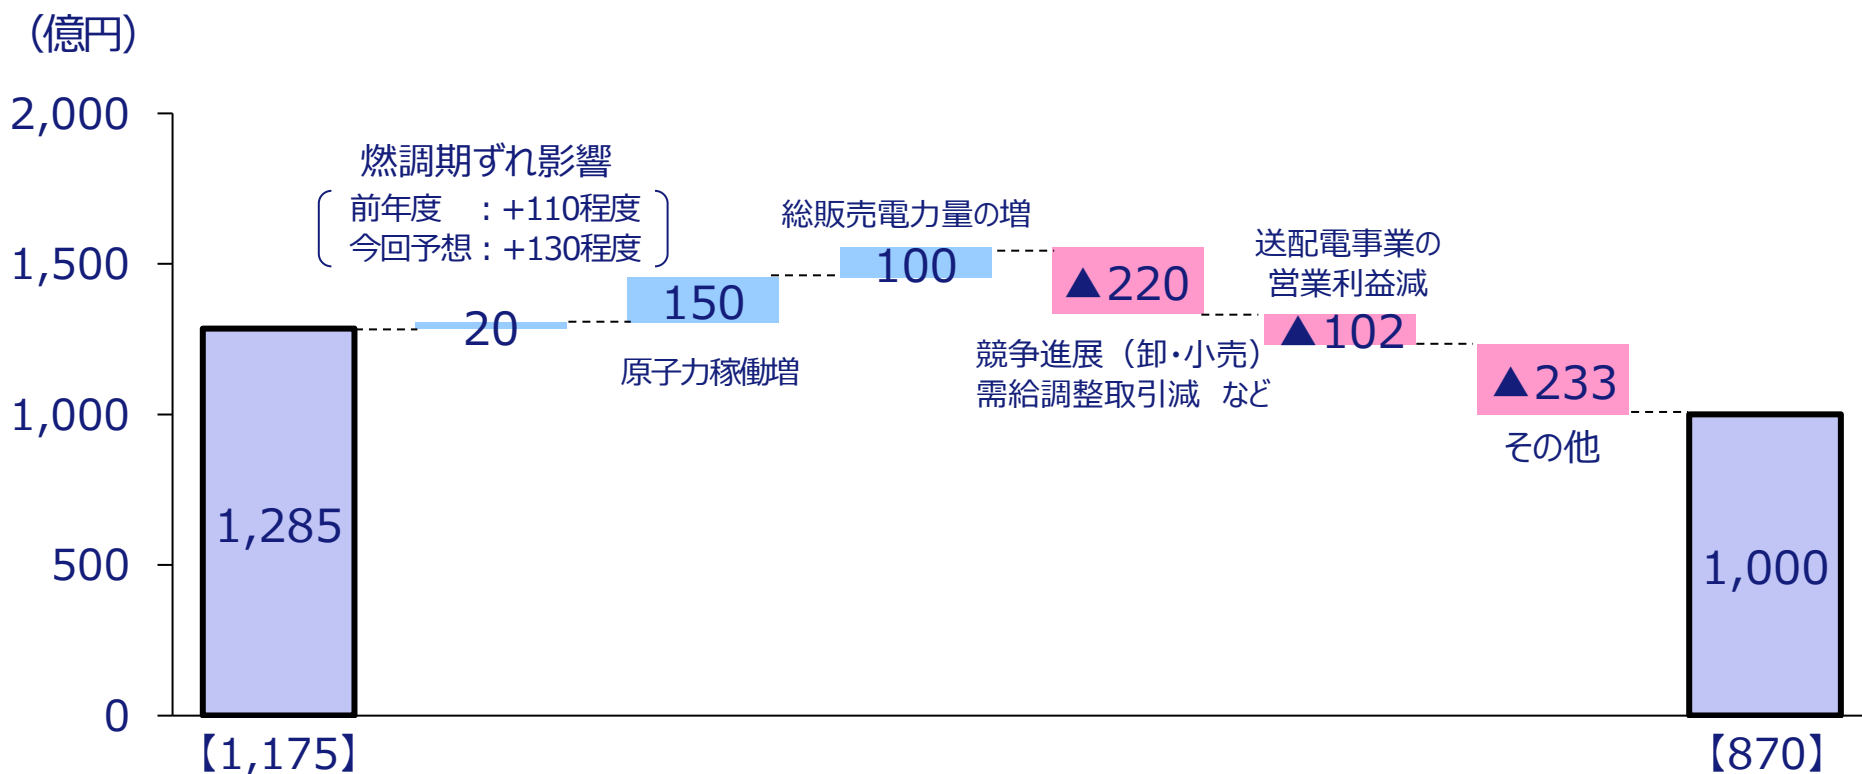 （億円）
2,000
1,500
1,000
500
0
燃調期ずれ影響
前年度　：+110程度
今回予想：+130程度
1,285
【1,175】
20
150
原子力稼働増
総販売電力量の増
100
▲220
競争進展（卸・小売）
需給調整取引減　など
送配電事業の
営業利益減
▲102
▲233
その他
1,000
【870】